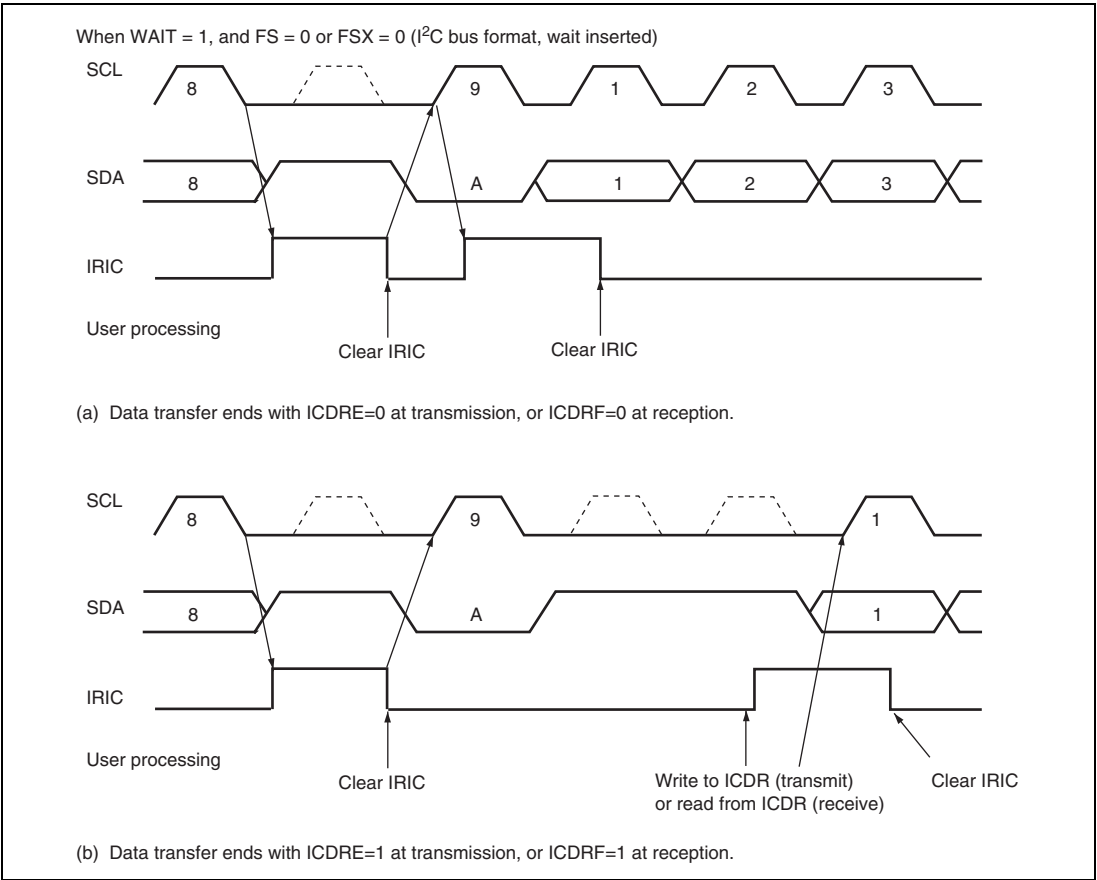 When WAIT = 1, and FS = 0 or FSX = 0 (I²C bus format, wait inserted)
SCL
8
9
1
2
3
SDA
8
A
1
2
3
IRIC
User processing
Clear IRIC
Clear IRIC
(a) Data transfer ends with ICDRE=0 at transmission, or ICDRF=0 at reception.
SCL
8
9
1
SDA
8
A
1
IRIC
User processing
Clear IRIC
Write to ICDR (transmit)
or read from ICDR (receive)
Clear IRIC
(b) Data transfer ends with ICDRE=1 at transmission, or ICDRF=1 at reception.